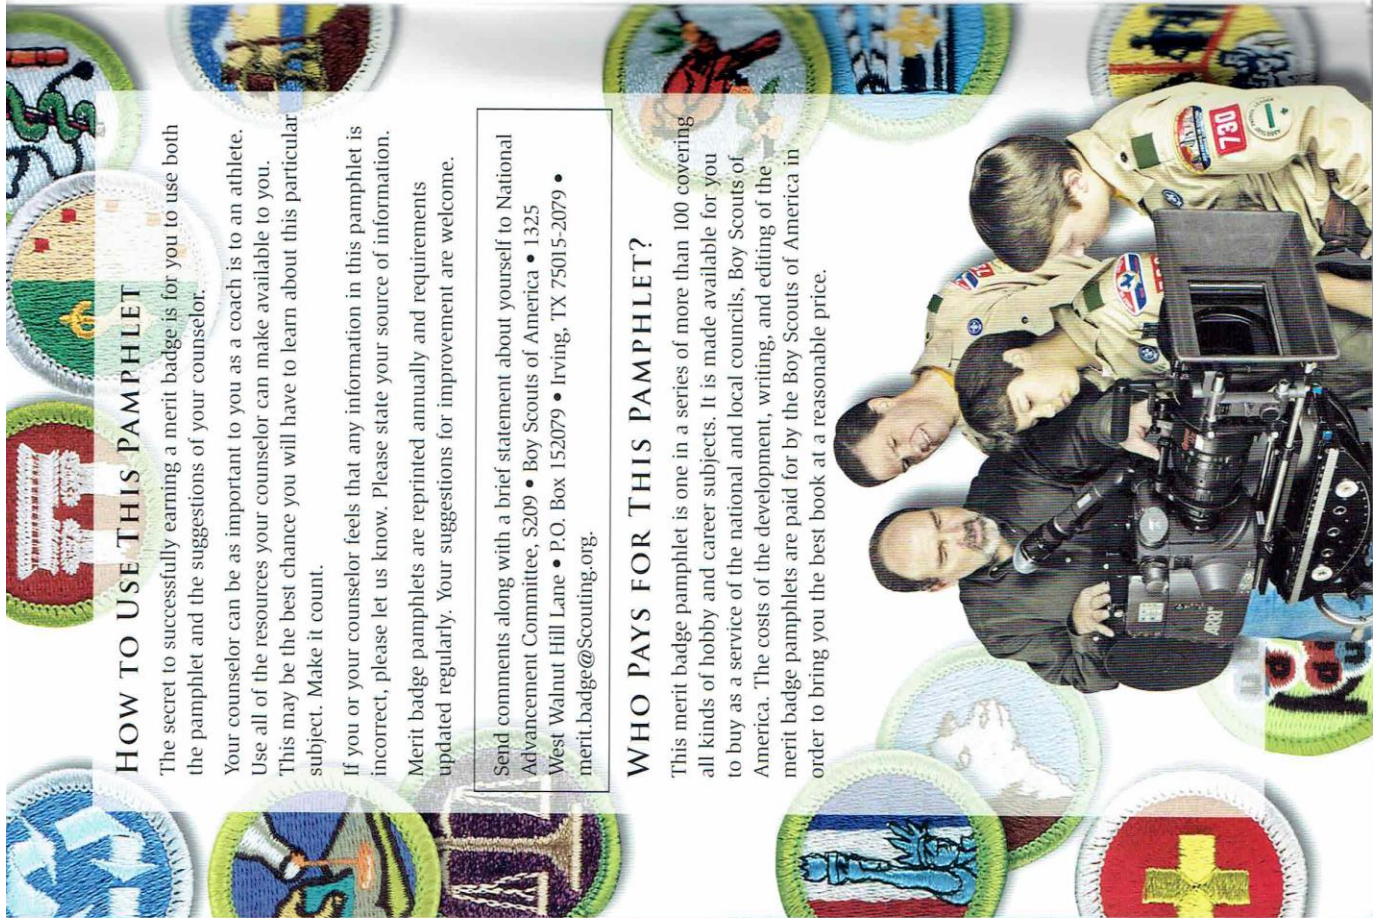 HOW TO USE THIS PAMPHLET
The secret to successfully earning a merit badge is for you to use both
the pamphlet and the suggestions of your counselor.
Your counselor can be as important to you as a coach is to an athlete.
Use all of the resources your counselor can make available to you.
This may be the best chance you will have to learn about this particular
subject. Make it count.
If you or your counselor feels that any information in this pamphlet is
incorrect, please let us know. Please state your source of information.
Merit badge pamphlets are reprinted annually and requirements
updated regularly. Your suggestions for improvement are welcome.
Send comments along with a brief statement about yourself to National
Advancement Committee, S209 • Boy Scouts of America • 1325
West Walnut Hill Lane • P.O. Box 152079 • Irving, TX 75015-2079 •
merit.badge@Scouting.org.
WHO PAYS FOR THIS PAMPHLET?
This merit badge pamphlet is one in a series of more than 100 covering
all kinds of hobby and career subjects. It is made available for you
to buy as a service of the national and local councils, Boy Scouts of
America. The costs of the development, writing, and editing of the
merit badge pamphlets are paid for by the Boy Scouts of America in
order to bring you the best book at a reasonable price.
730
ARRI